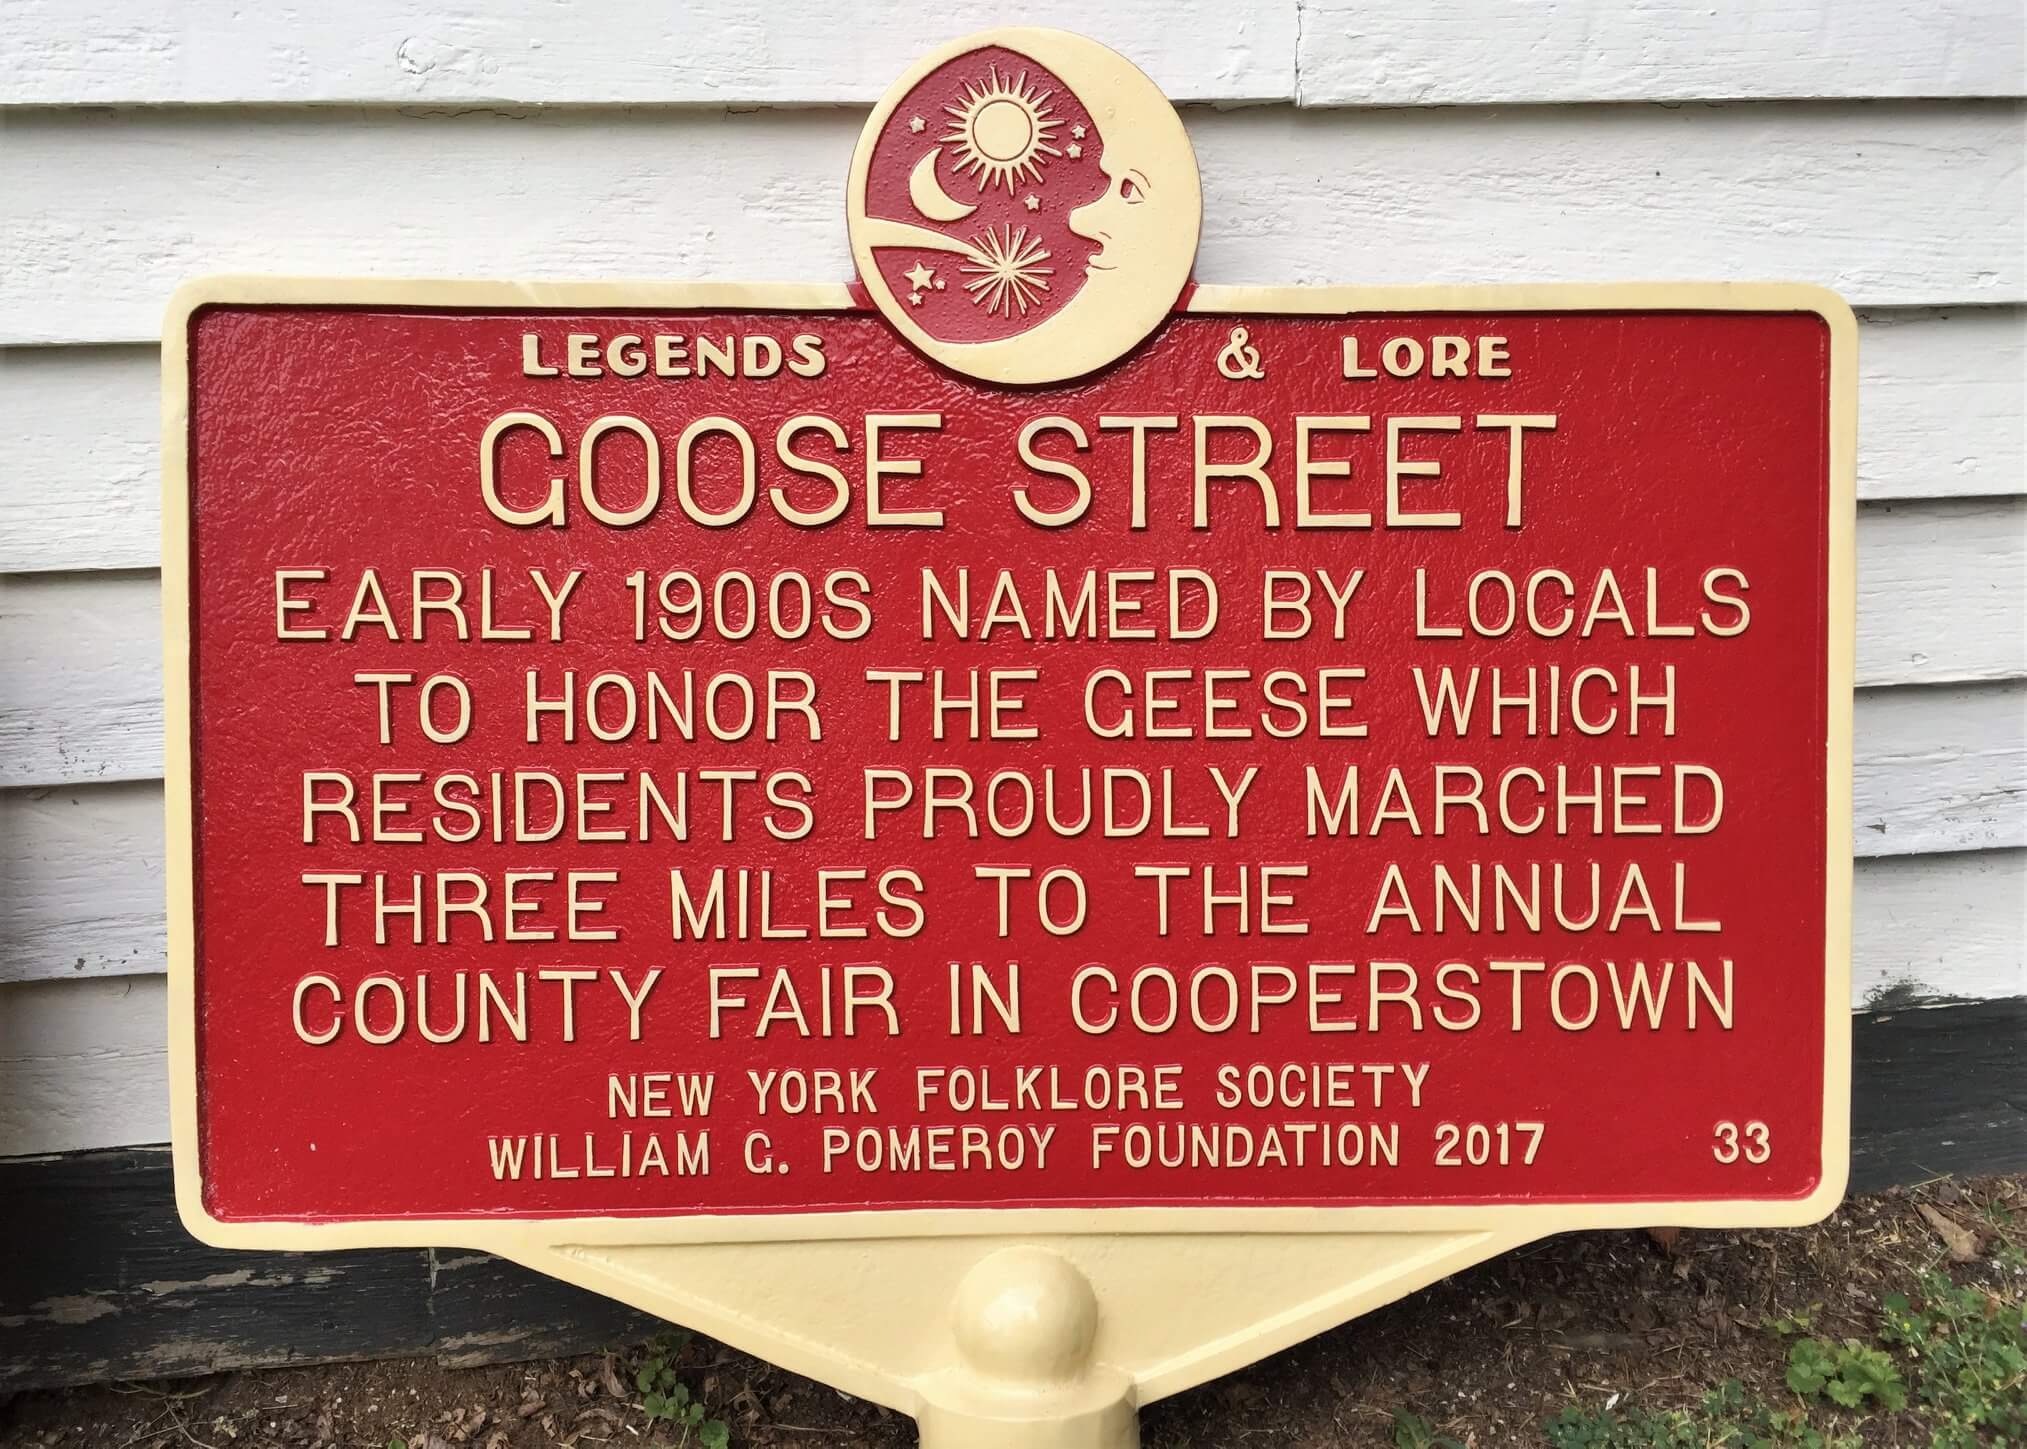 LEGENDS & LORE
GOOSE STREET
EARLY 1900S NAMED BY LOCALS
TO HONOR THE GEESE WHICH
RESIDENTS PROUDLY MARCHED
THREE MILES TO THE ANNUAL
COUNTY FAIR IN COOPERSTOWN
NEW YORK FOLKLORE SOCIETY
WILLIAM G. POMEROY FOUNDATION 2017 33